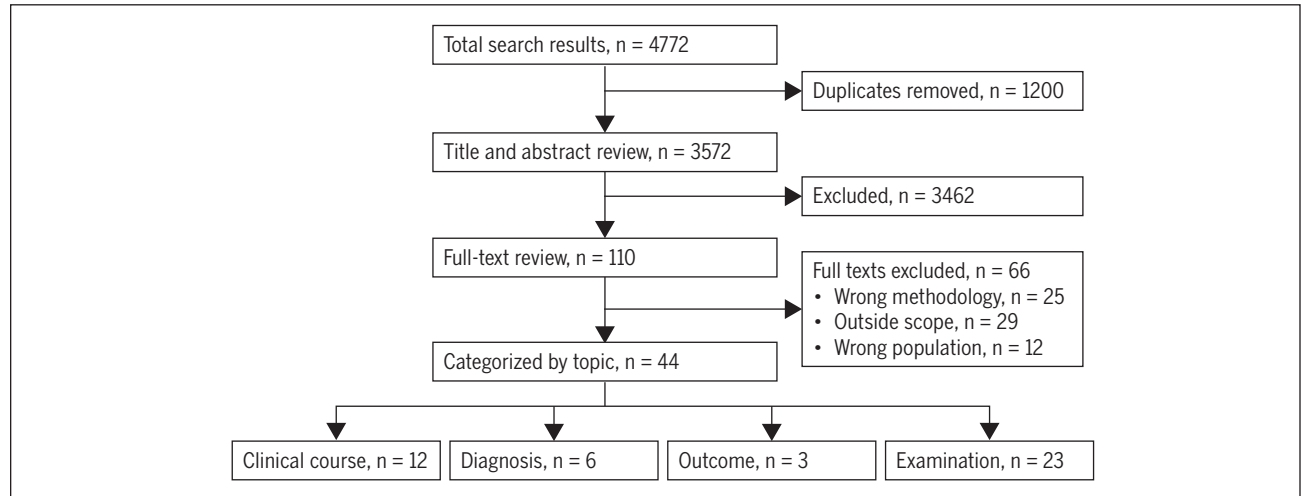 Total search results, n = 4772
Duplicates removed, n = 1200
Title and abstract review, n = 3572
Excluded, n = 3462
Full-text review, n = 110
Full texts excluded, n = 66
• Wrong methodology, n = 25
• Outside scope, n = 29
• Wrong population, n = 12
Categorized by topic, n = 44
Clinical course, n = 12
Diagnosis, n = 6
Outcome, n = 3
Examination, n = 23